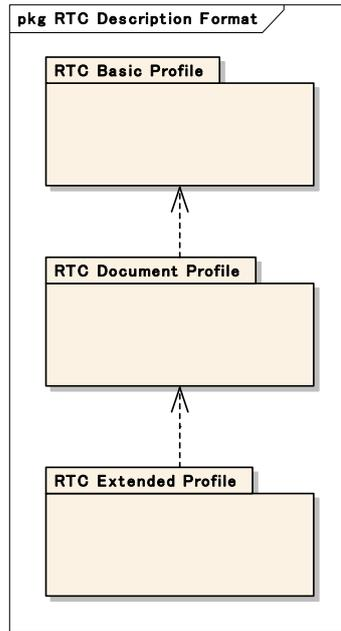 pkg RTC Description Format
RTC Basic Profile
RTC Document Profile
RTC Extended Profile